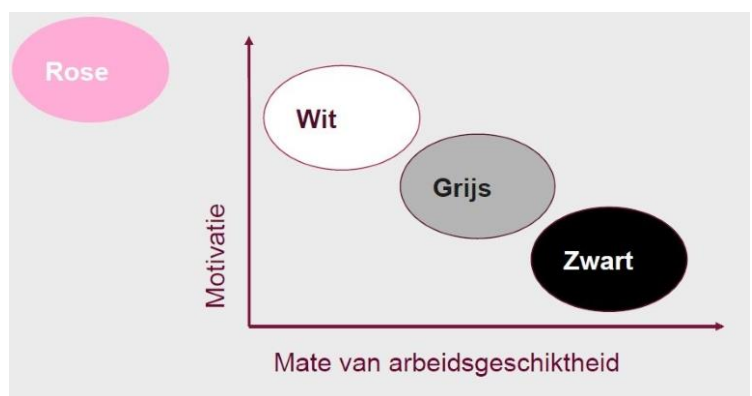 Rose
Wit
Grijs
Zwart
Motivatie
Mate van arbeidsgeschiktheid